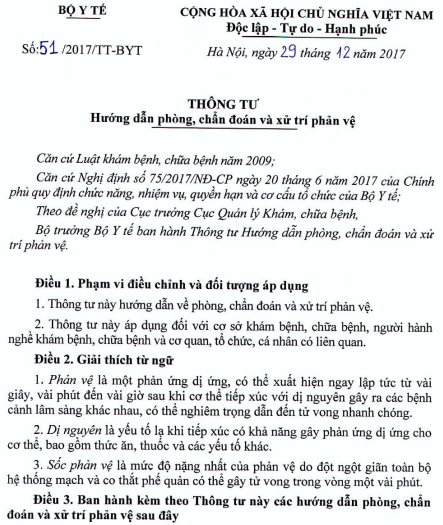 BỘ Y TẾ
CỘNG HÒA XÃ HỘI CHỦ NGHĨA VIỆT NAM
Độc lập - Tự do - Hạnh phúc
Số: 51 /2017/TT-BYT
Hà Nội, ngày 29 tháng 12 năm 2017
THÔNG TƯ
Hướng dẫn phòng, chẩn đoán và xử trí phản vệ
Căn cứ Luật khám bệnh, chữa bệnh năm 2009;
Căn cứ Nghị định số 75/2017/NĐ-CP ngày 20 tháng 6 năm 2017 của Chính
phủ quy định chức năng, nhiệm vụ, quyền hạn và cơ cấu tổ chức của Bộ Y tế;
Theo đề nghị của Cục trưởng Cục Quản lý Khám, chữa bệnh,
Bộ trưởng Bộ Y tế ban hành Thông tư Hướng dẫn phòng, chẩn đoán và xử
trí phản vệ.
Điều 1. Phạm vi điều chỉnh và đối tượng áp dụng
1. Thông tư này hướng dẫn về phòng, chẩn đoán và xử trí phản vệ.
2. Thông tư này áp dụng đối với cơ sở khám bệnh, chữa bệnh, người hành
nghề khám bệnh, chữa bệnh và cơ quan, tổ chức, cá nhân có liên quan.
Điều 2. Giải thích từ ngữ
1. Phản vệ là một phản ứng dị ứng, có thể xuất hiện ngay lập tức từ vài
giây, vài phút đến vài giờ sau khi cơ thể tiếp xúc với dị nguyên gây ra các bệnh
cảnh lâm sàng khác nhau, có thể nghiêm trọng dẫn đến tử vong nhanh chóng.
2. Dị nguyên là yếu tố lạ khi tiếp xúc có khả năng gây phản ứng dị ứng cho
cơ thể, bao gồm thức ăn, thuốc và các yếu tố khác.
3. Sốc phản vệ là mức độ nặng nhất của phản vệ do đột ngột giãn toàn bộ
hệ thống mạch và co thắt phế quản có thể gây tử vong trong vòng một vài phút.
Điều 3. Ban hành kèm theo Thông tư này các hướng dẫn phòng, chẩn
đoán và xử trí phản vệ sau đây